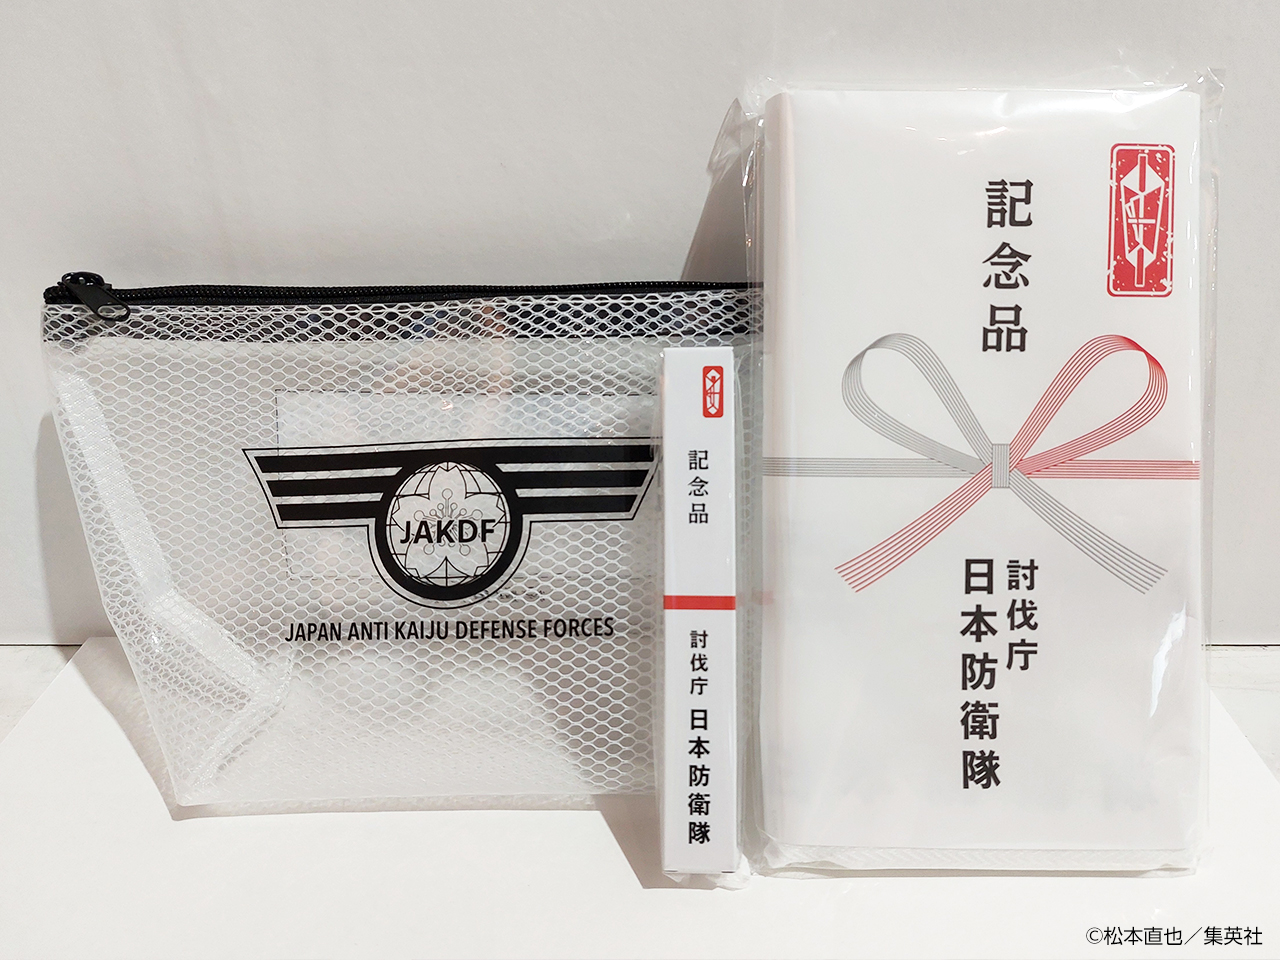 JAKDF
JAPAN ANTI KAIJU DEFENSE FORCES
記念品
討伐庁 日本防衛隊
記念品
討伐庁
日本防衛隊
©松本直也／集英社